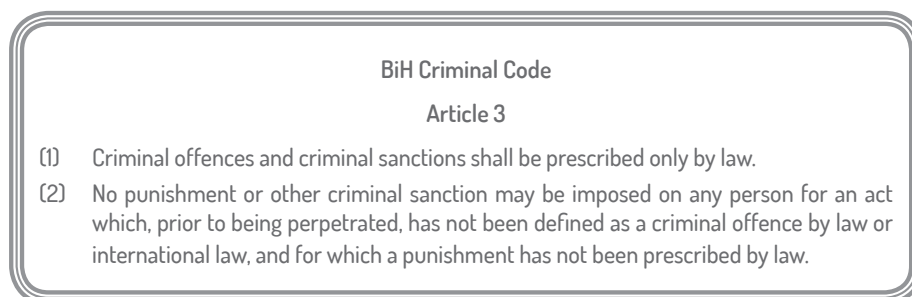 BiH Criminal Code
Article 3
(1) Criminal offences and criminal sanctions shall be prescribed only by law.
(2) No punishment or other criminal sanction may be imposed on any person for an act
which, prior to being perpetrated, has not been defined as a criminal offence by law or
international law, and for which a punishment has not been prescribed by law.